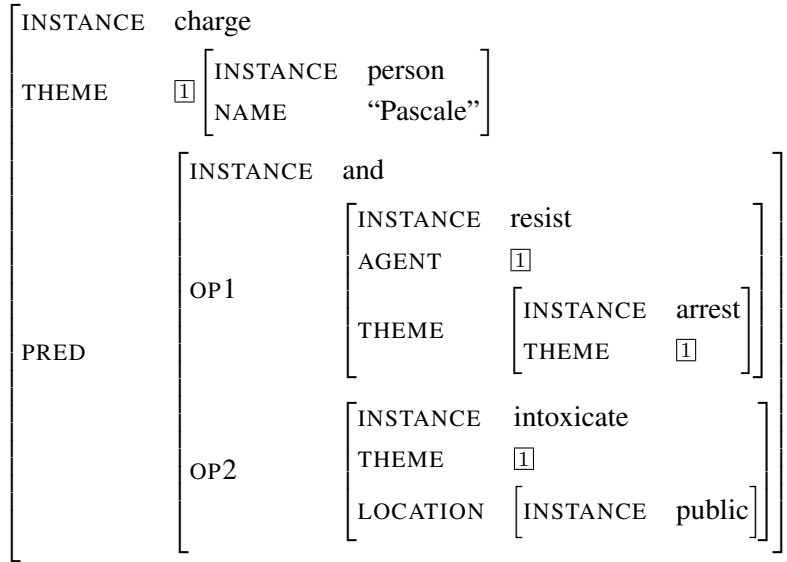 INSTANCE charge
THEME 1 INSTANCE person
NAME “Pascale”
PRED INSTANCE and
OP1 INSTANCE resist
AGENT 1
THEME INSTANCE arrest
THEME 1
OP2 INSTANCE intoxicate
THEME 1
LOCATION INSTANCE public